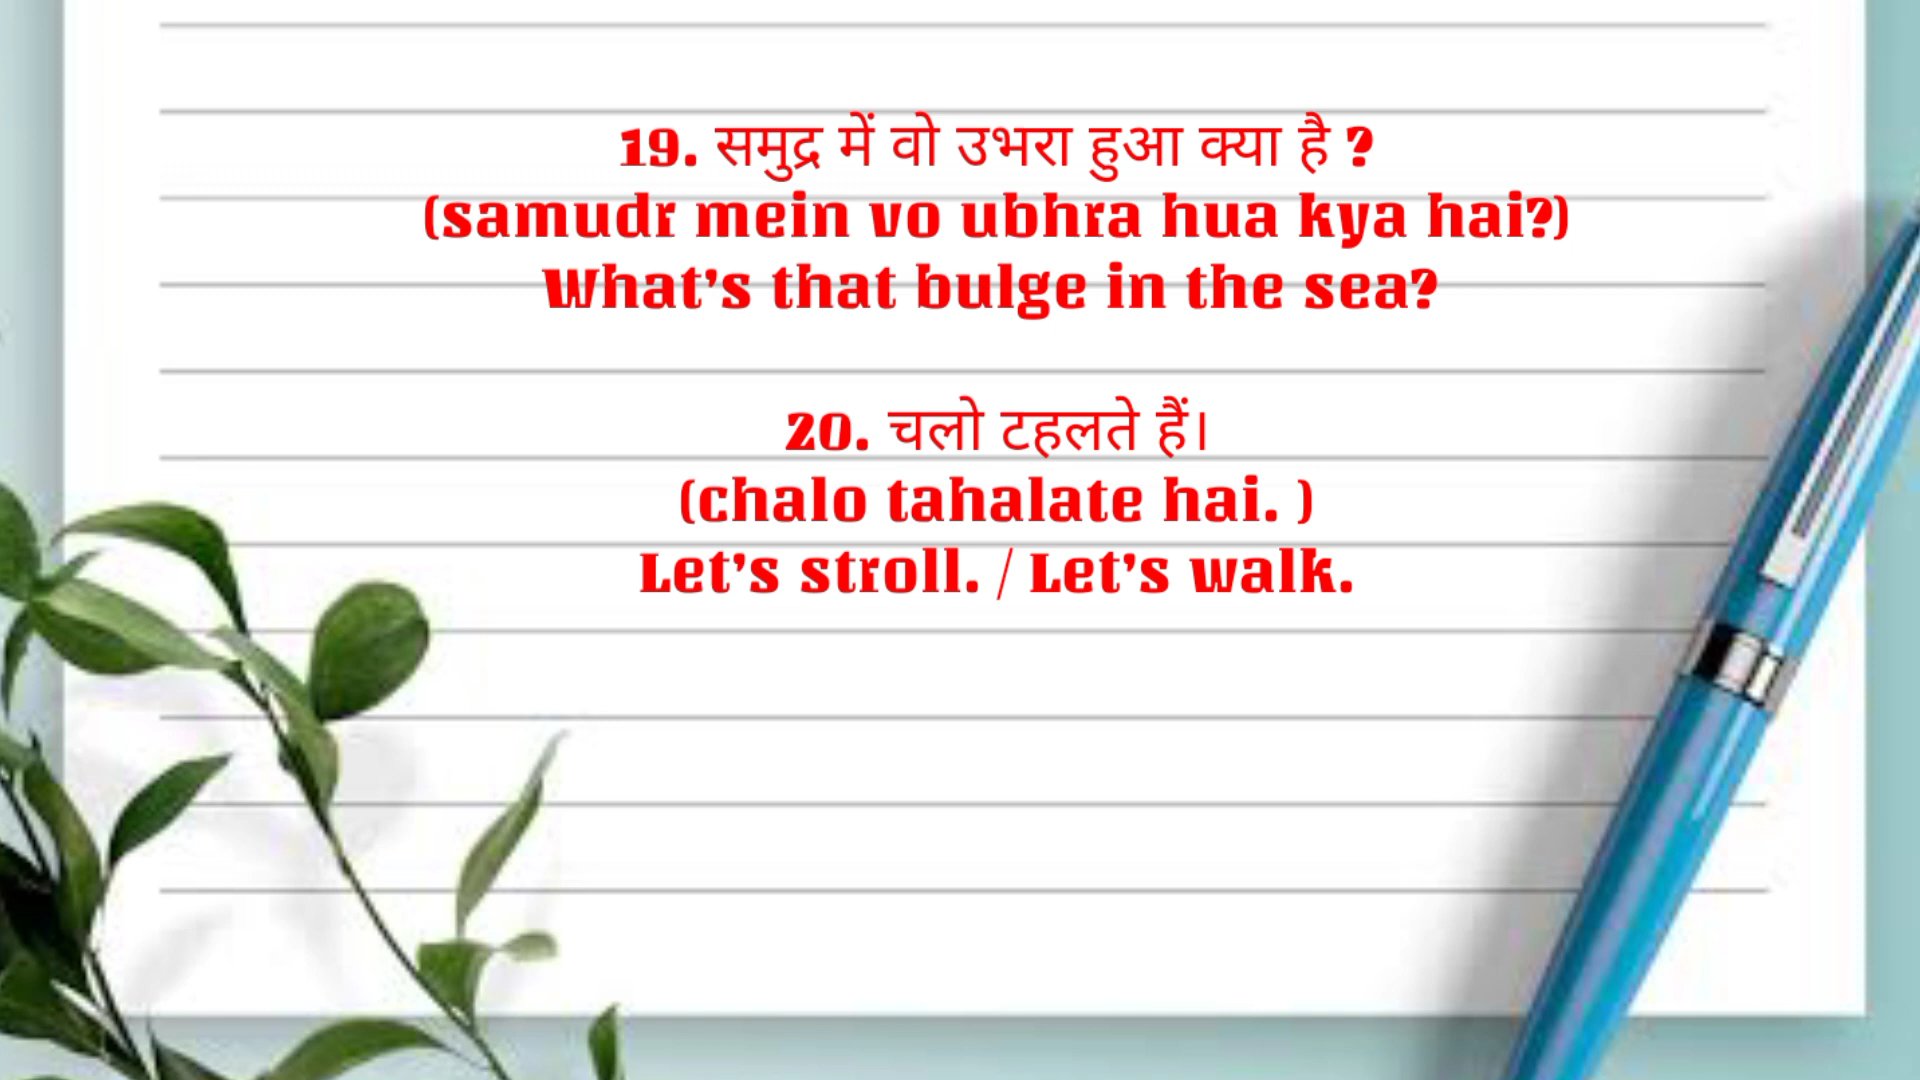 19. समुद्र में वो उभरा हुआ क्या है ?
(samudr mein vo ubhra hua kya hai?)
What's that bulge in the sea?
20. चलो टहलते हैं।
(chalo tahalate hai. )
Let's stroll. / Let's walk.